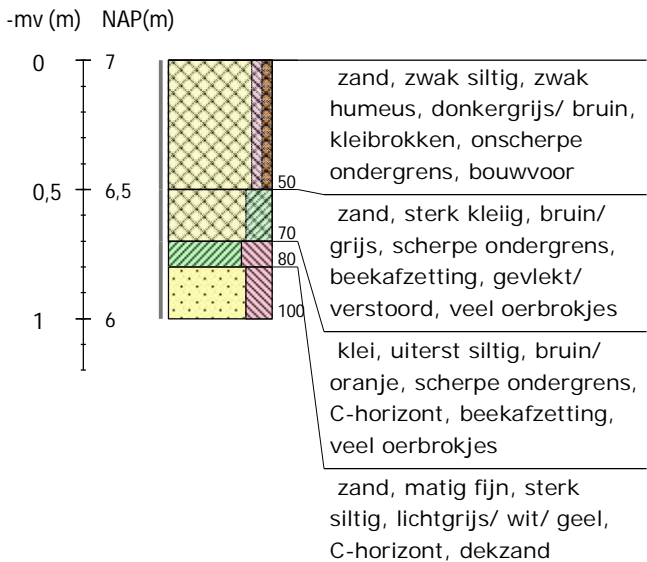 -mv (m) NAP(m)
0 7
zand, zwak siltig, zwak
humeus, donkergrijs/ bruin,
kleibrokken, onscherpe
ondergrens, bouwvoor
50
0,5 6,5
zand, sterk kleiig, bruin/
grijs, scherpe ondergrens,
beekafzetting, gevlekt/
verstoord, veel oerbrokjes
70
80
100
1 6
klei, uiterst siltig, bruin/
oranje, scherpe ondergrens,
C-horizont, beekafzetting,
veel oerbrokjes
zand, matig fijn, sterk
siltig, lichtgrijs/ wit/ geel,
C-horizont, dekzand